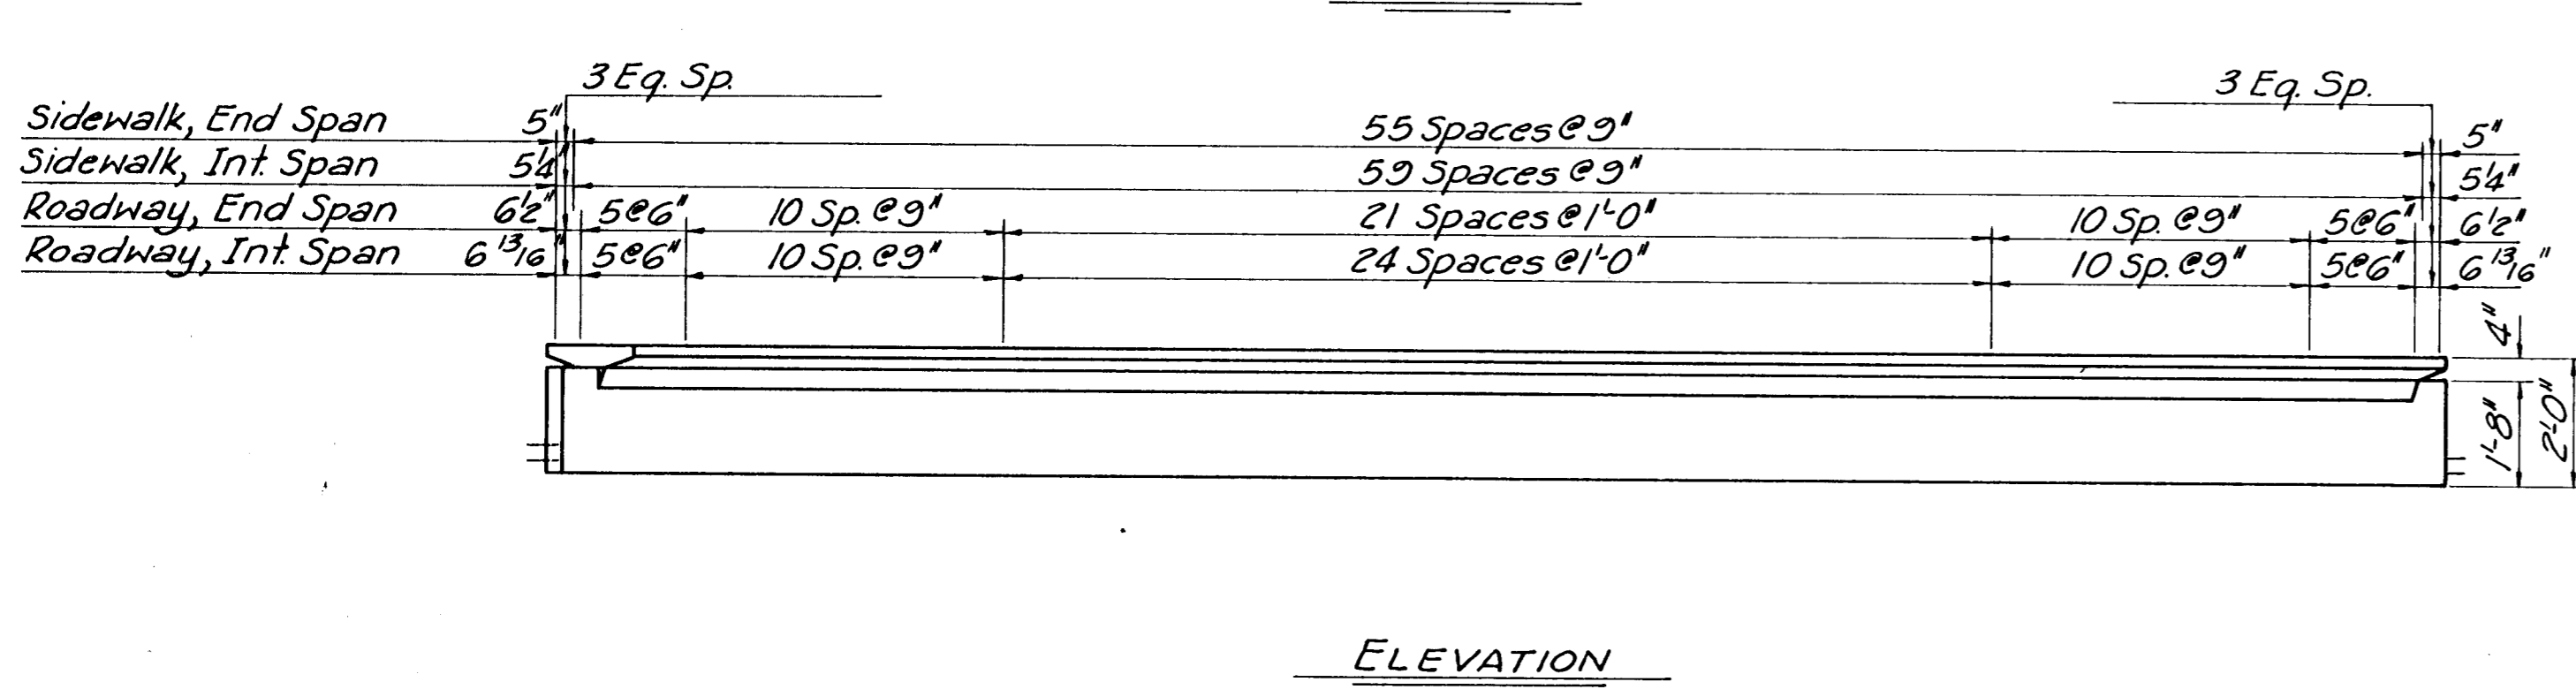 3 Eq. Sp. 3 Eq. Sp.
Sidewalk, End Span 5" 55 Spaces @ 9" 5"
Sidewalk, Int. Span 5¼" 59 Spaces @ 9" 5¼"
Roadway, End Span 6½" 5@6" 10 Sp. @ 9" 21 Spaces @ 1'-0" 10 Sp. @ 9" 5@6" 6½"
Roadway, Int. Span 6 13/16" 5@6" 10 Sp. @ 9" 24 Spaces @ 1'-0" 10 Sp. @ 9" 5@6" 6 13/16"
4"
1'-8"
2'-0"
ELEVATION